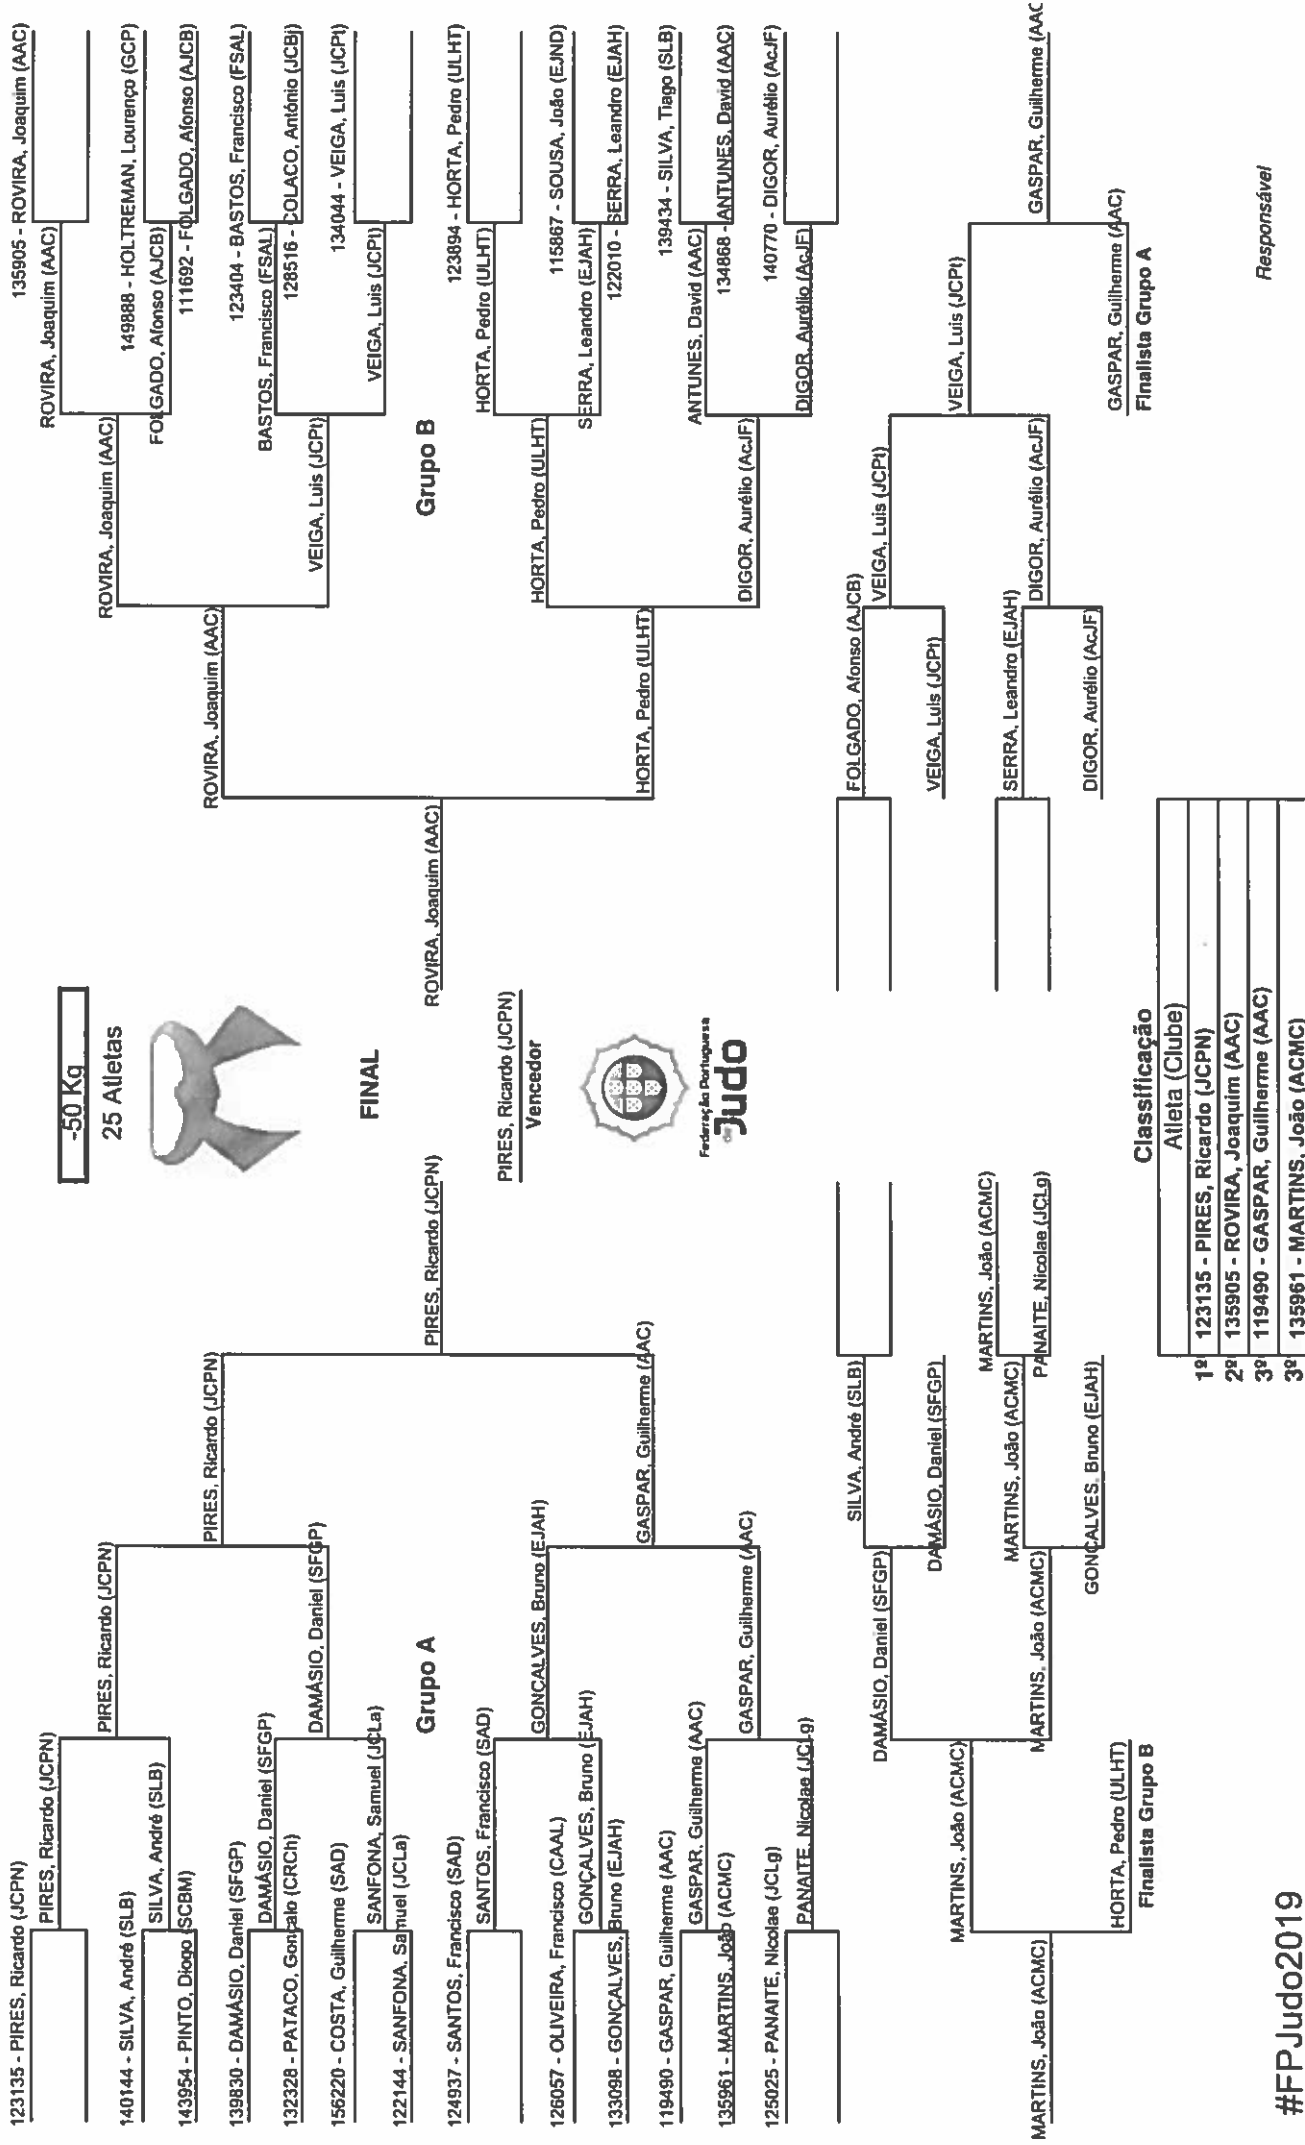 -50 Kg
25 Atletas
FINAL
PIRES, Ricardo (JCPN)
Vencedor
Federação Portuguesa
de Judo
123135 - PIRES, Ricardo (JCPN)
PIRES, Ricardo (JCPN)
140144 - SILVA, André (SLB)
SILVA, André (SLB)
143954 - PINTO, Diogo (SCBM)
PIRES, Ricardo (JCPN)
139830 - DAMÁSIO, Daniel (SFGP)
DAMÁSIO, Daniel (SFGP)
132328 - PATACO, Gonçalo (CRCh)
156220 - COSTA, Guilherme (SAD)
SANFONA, Samuel (JCLa)
122144 - SANFONA, Samuel (JCLa)
DAMÁSIO, Daniel (SFGP)
PIRES, Ricardo (JCPN)
Grupo A
124937 - SANTOS, Francisco (SAD)
SANTOS, Francisco (SAD)
126057 - OLIVEIRA, Francisco (CAAL)
GONÇALVES, Bruno (EJAH)
133098 - GONÇALVES, Bruno (EJAH)
GONÇALVES, Bruno (EJAH)
119490 - GASPAR, Guilherme (AAC)
GASPAR, Guilherme (AAC)
135961 - MARTINS, João (ACMC)
125025 - PANAITE, Nicolae (JCLg)
PANAITE, Nicolae (JCLg)
GASPAR, Guilherme (AAC)
GASPAR, Guilherme (AAC)
PIRES, Ricardo (JCPN)
135905 - ROVIRA, Joaquim (AAC)
ROVIRA, Joaquim (AAC)
149888 - HOLTREMAN, Lourenço (GCP)
FOLGADO, Afonso (AJCB)
111692 - FOLGADO, Afonso (AJCB)
ROVIRA, Joaquim (AAC)
123404 - BASTOS, Francisco (FSAL)
BASTOS, Francisco (FSAL)
128516 - COLACO, António (JCBj)
134044 - VEIGA, Luis (JCPt)
VEIGA, Luis (JCPt)
VEIGA, Luis (JCPt)
ROVIRA, Joaquim (AAC)
Grupo B
123894 - HORTA, Pedro (ULHT)
HORTA, Pedro (ULHT)
115867 - SOUSA, João (EJND)
SERRA, Leandro (EJAH)
122010 - SERRA, Leandro (EJAH)
HORTA, Pedro (ULHT)
139434 - SILVA, Tiago (SLB)
ANTUNES, David (AAC)
134868 - ANTUNES, David (AAC)
140770 - DIGOR, Aurélio (AcJF)
DIGOR, Aurélio (AcJF)
DIGOR, Aurélio (AcJF)
HORTA, Pedro (ULHT)
ROVIRA, Joaquim (AAC)
SILVA, André (SLB)
DAMÁSIO, Daniel (SFGP)
DAMÁSIO, Daniel (SFGP)
MARTINS, João (ACMC)
PANAITE, Nicolae (JCLg)
MARTINS, João (ACMC)
GONÇALVES, Bruno (EJAH)
MARTINS, João (ACMC)
MARTINS, João (ACMC)
HORTA, Pedro (ULHT)
Finalista Grupo B
MARTINS, João (ACMC)
FOLGADO, Afonso (AJCB)
VEIGA, Luis (JCPt)
VEIGA, Luis (JCPt)
SERRA, Leandro (EJAH)
DIGOR, Aurélio (AcJF)
DIGOR, Aurélio (AcJF)
VEIGA, Luis (JCPt)
GASPAR, Guilherme (AAC)
Finalista Grupo A
GASPAR, Guilherme (AAC
Classificação
Atleta (Clube)
1º 123135 - PIRES, Ricardo (JCPN)
2º 135905 - ROVIRA, Joaquim (AAC)
3º 119490 - GASPAR, Guilherme (AAC)
3º 135961 - MARTINS, João (ACMC)
Responsável
#FPJudo2019